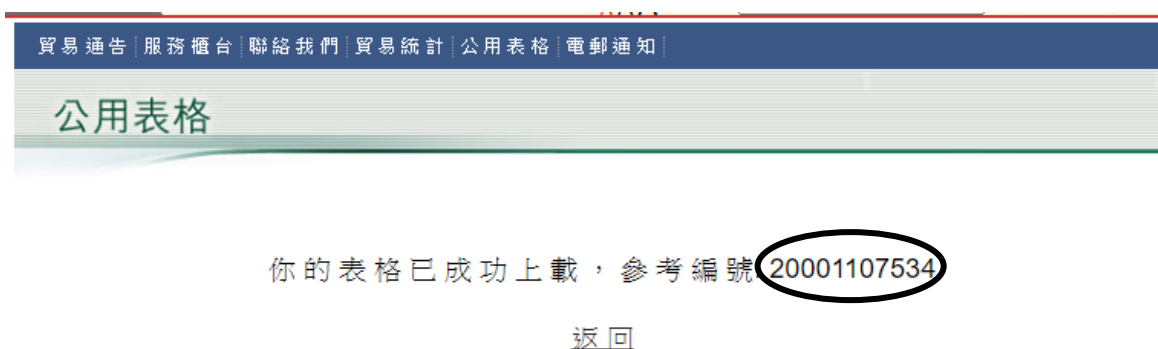 貿易通告 服務櫃台 聯絡我們 貿易統計 公用表格 電郵通知
公用表格
你的表格已成功上載，參考編號 20001107534
返回